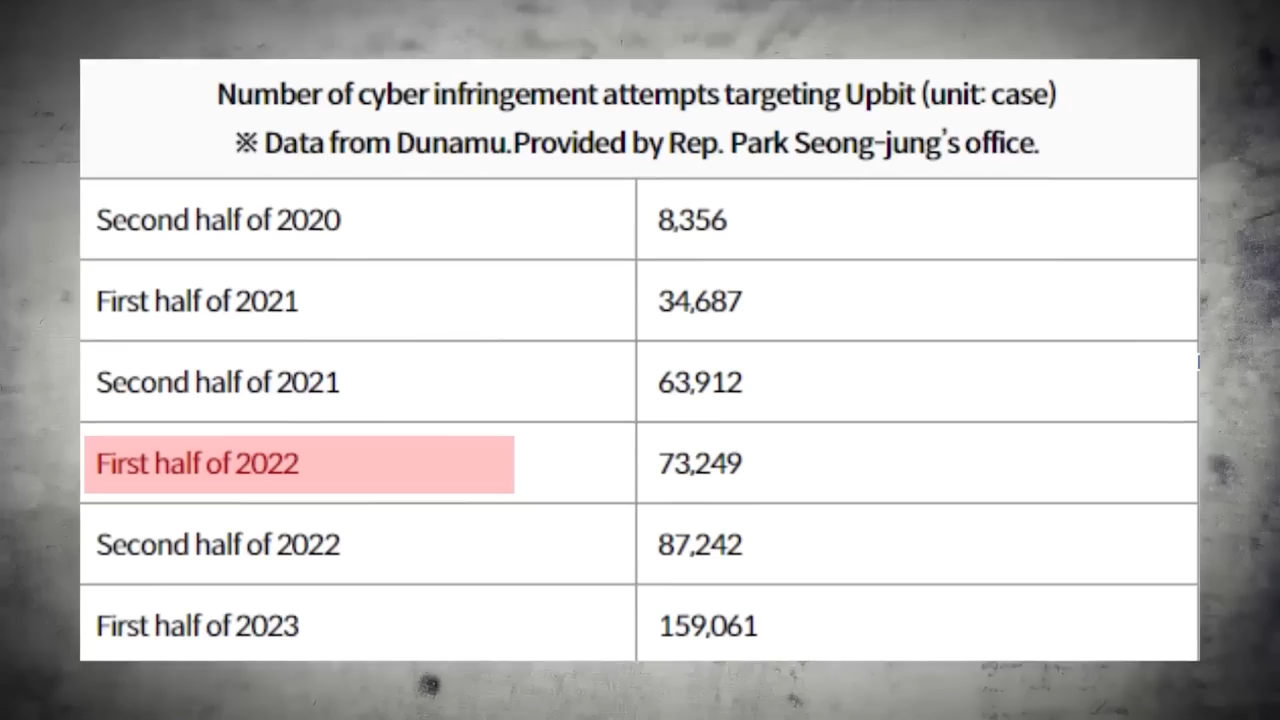 Number of cyber infringement attempts targeting Upbit (unit: case)
※ Data from Dunamu.Provided by Rep. Park Seong-jung's office.
Second half of 2020 8,356
First half of 2021 34,687
Second half of 2021 63,912
First half of 2022 73,249
Second half of 2022 87,242
First half of 2023 159,061